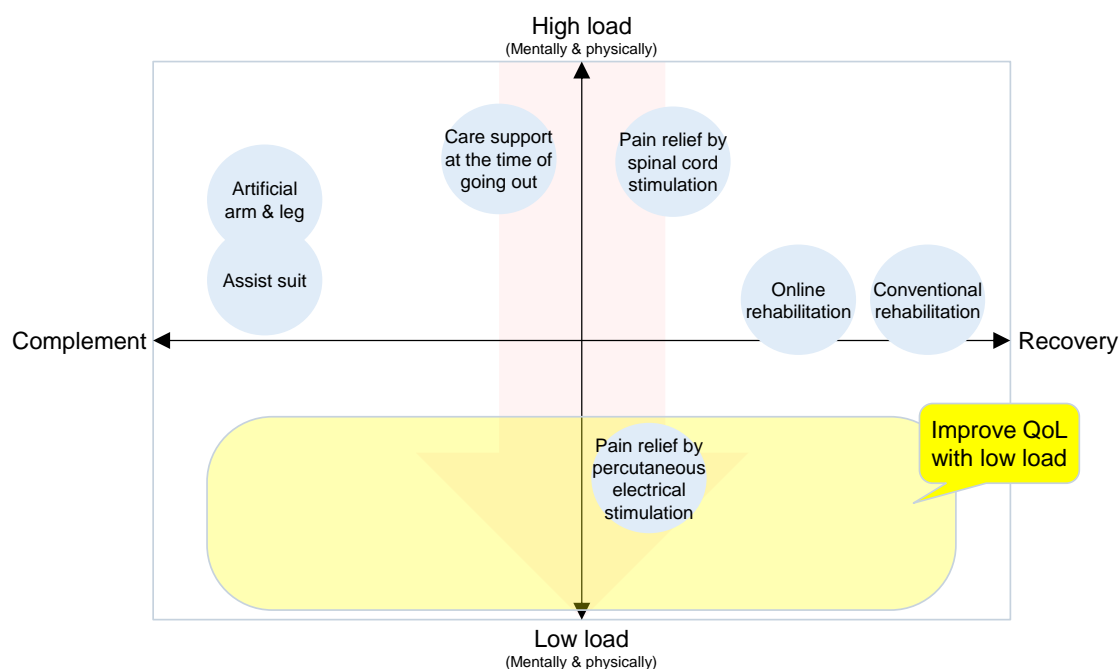 High load
(Mentally & physically)
Care support
at the time of
going out
Pain relief by
spinal cord
stimulation
Artificial
arm & leg
Assist suit
Online
rehabilitation
Conventional
rehabilitation
Complement
Recovery
Improve QoL
with low load
Pain relief by
percutaneous
electrical
stimulation
Low load
(Mentally & physically)